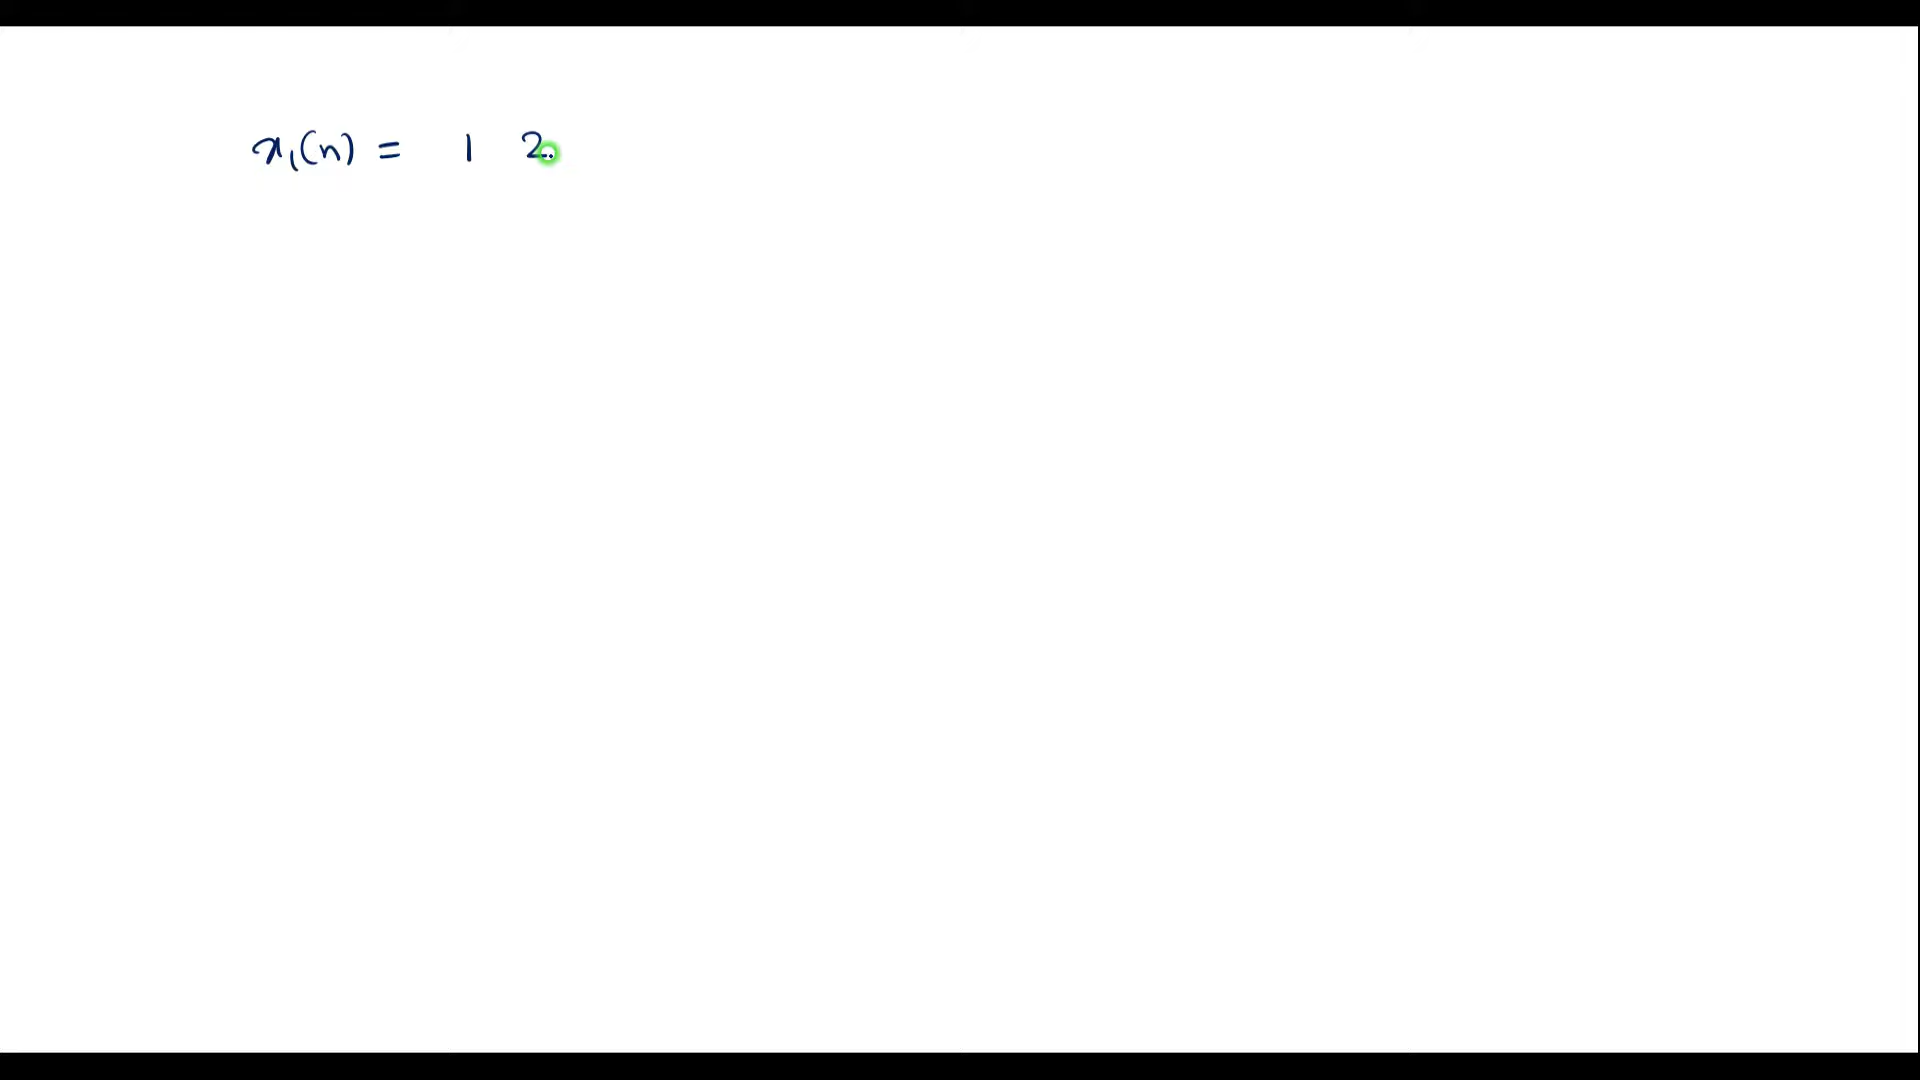 x₁(n) = 1 2